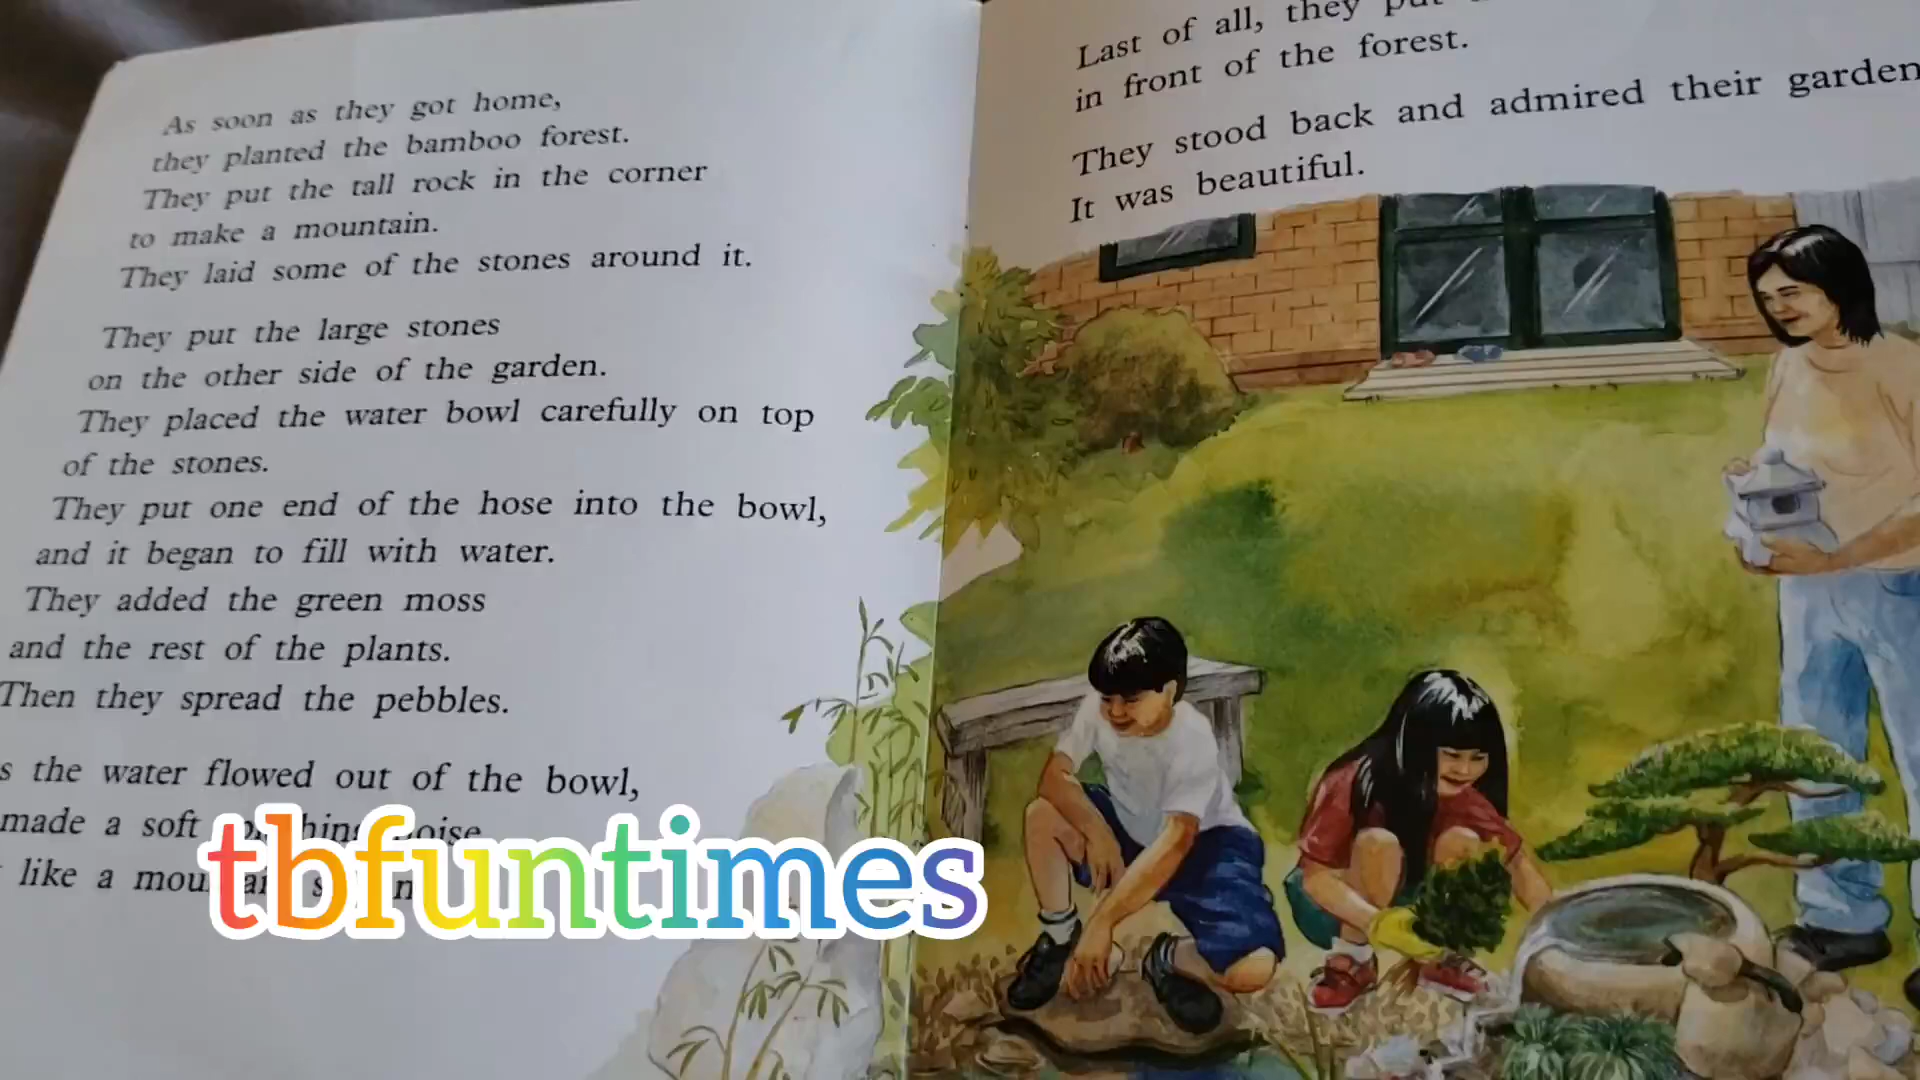 As soon as they got home,
they planted the bamboo forest.
They put the tall rock in the corner
to make a mountain.
They laid some of the stones around it.
They put the large stones
on the other side of the garden.
They placed the water bowl carefully on top
of the stones.
They put one end of the hose into the bowl,
and it began to fill with water.
They added the green moss
and the rest of the plants.
Then they spread the pebbles.
the water flowed out of the bowl,
made a soft
like a
tbfuntimes
Last of all, they put
in front of the forest.
They stood back and admired their garden
It was beautiful.